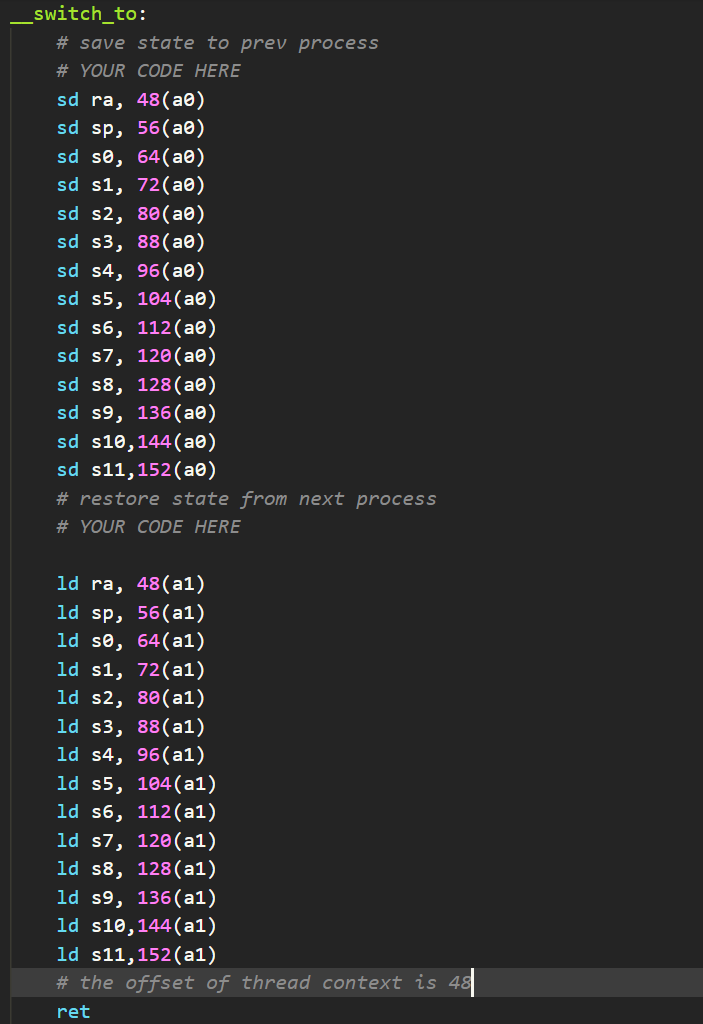 __switch_to:
# save state to prev process
# YOUR CODE HERE
sd ra, 48(a0)
sd sp, 56(a0)
sd s0, 64(a0)
sd s1, 72(a0)
sd s2, 80(a0)
sd s3, 88(a0)
sd s4, 96(a0)
sd s5, 104(a0)
sd s6, 112(a0)
sd s7, 120(a0)
sd s8, 128(a0)
sd s9, 136(a0)
sd s10,144(a0)
sd s11,152(a0)
# restore state from next process
# YOUR CODE HERE
ld ra, 48(a1)
ld sp, 56(a1)
ld s0, 64(a1)
ld s1, 72(a1)
ld s2, 80(a1)
ld s3, 88(a1)
ld s4, 96(a1)
ld s5, 104(a1)
ld s6, 112(a1)
ld s7, 120(a1)
ld s8, 128(a1)
ld s9, 136(a1)
ld s10,144(a1)
ld s11,152(a1)
# the offset of thread context is 48
ret